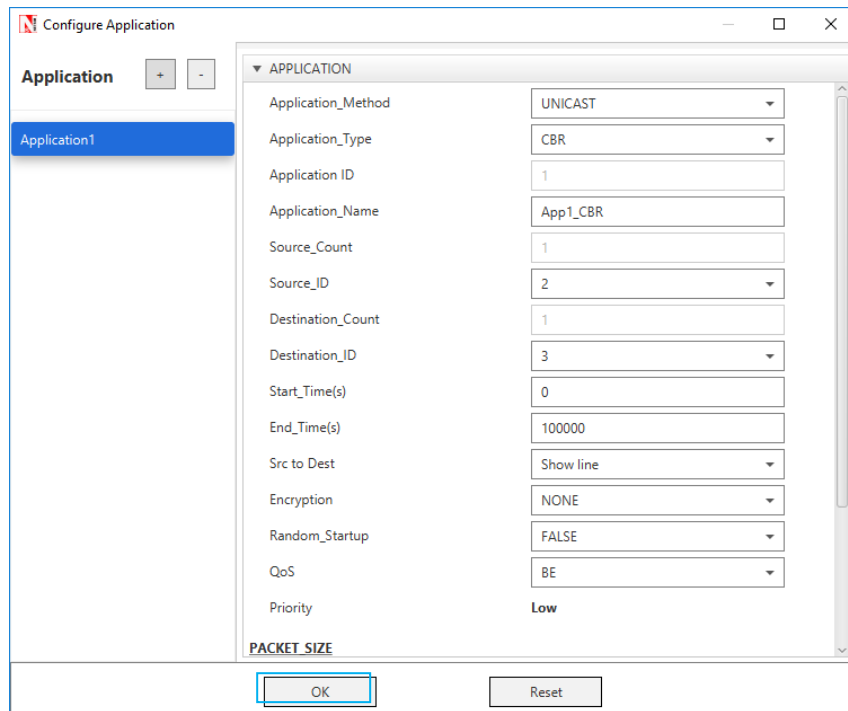 Configure Application
Application + -
Application1
APPLICATION
Application_Method UNICAST
Application_Type CBR
Application ID 1
Application_Name App1_CBR
Source_Count 1
Source_ID 2
Destination_Count 1
Destination_ID 3
Start_Time(s) 0
End_Time(s) 100000
Src to Dest Show line
Encryption NONE
Random_Startup FALSE
QoS BE
Priority Low
PACKET_SIZE
OK Reset